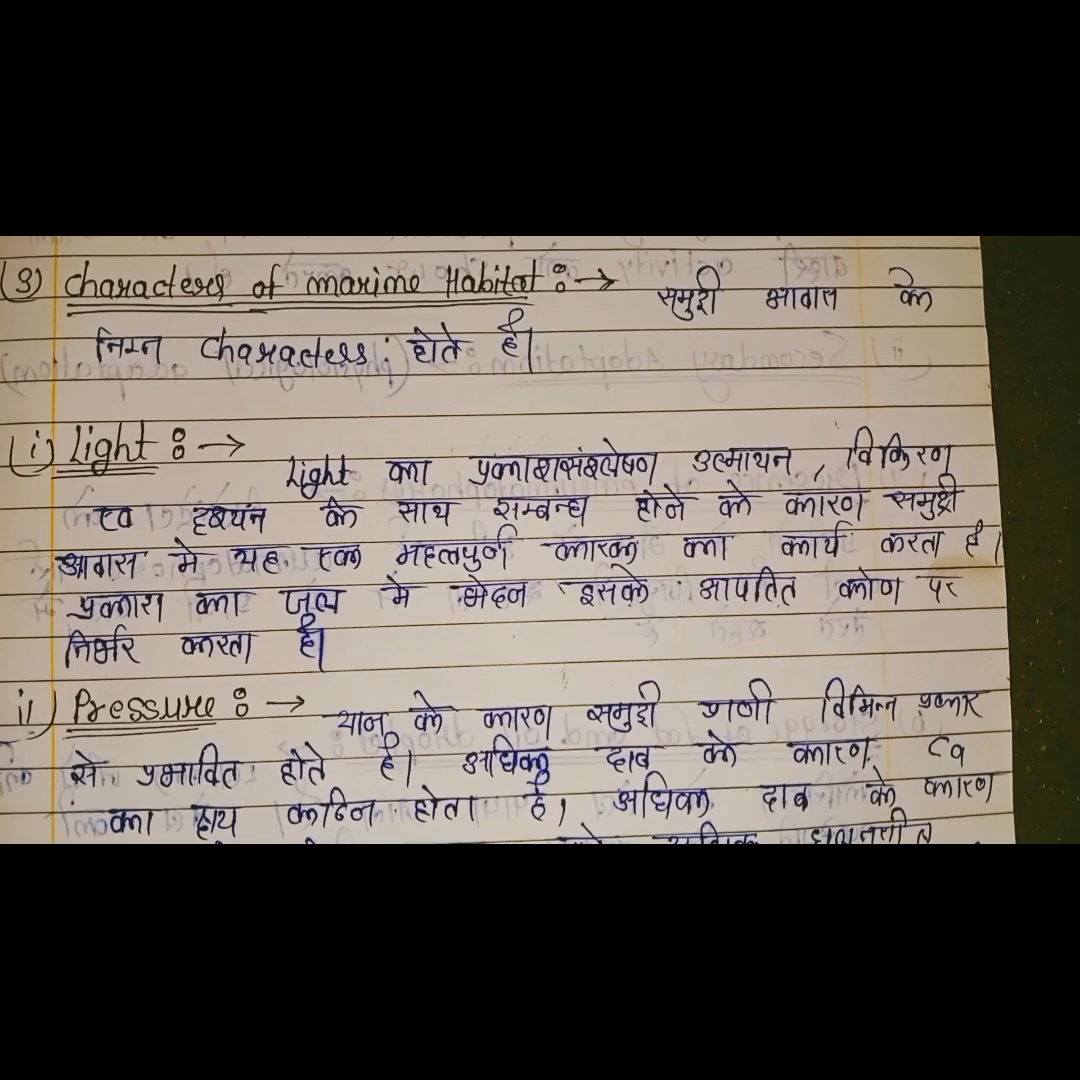 (3) Characters of marine Habitat :→ समुद्री आवास के
निम्न characters होते है।
(i) Light :→
Light का प्रकाशसंश्लेषण उत्मायन, विकिरण
एवं दृश्यन के साथ सम्बन्ध होने के कारण समुद्री
आवास मे यह एक महत्वपुर्ण कारक का कार्य करता है।
प्रकाश का जल मे भेदन इसके आपतित कोण पर
निर्भर करता है।
ii) Pressure :→ के कारण समुद्री प्राणी विभिन्न प्रकार
से प्रभावित होते है। अधिक दाब के कारण Ca
का कठिन होता है। अधिक दाब के कारण